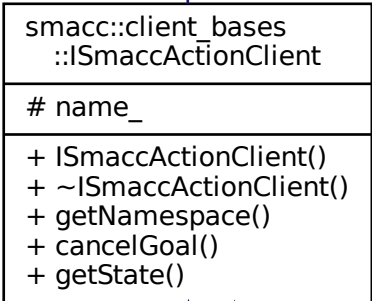 smacc::client_bases
::ISmaccActionClient
# name_
+ ISmaccActionClient()
+ ~ISmaccActionClient()
+ getNamespace()
+ cancelGoal()
+ getState()